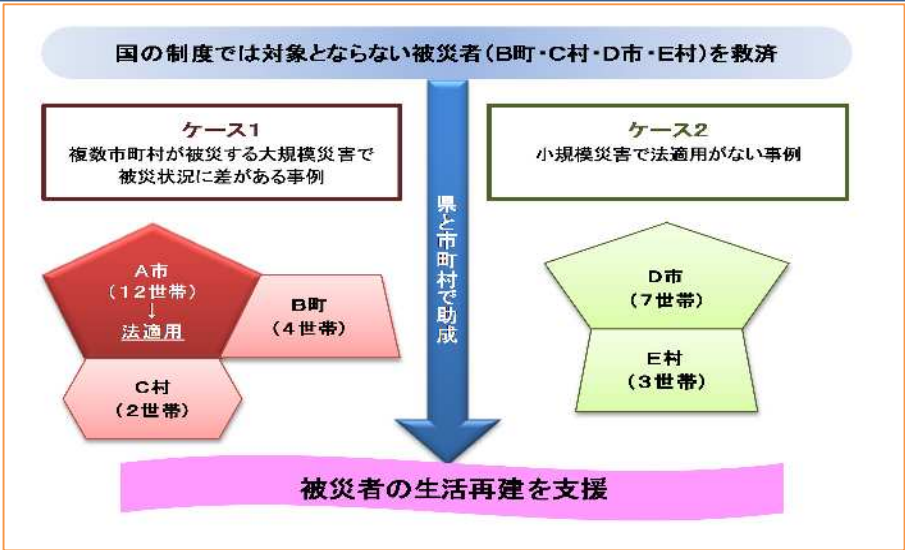 国の制度では対象とならない被災者(B町・C村・D市・E村)を救済
ケース1
複数市町村が被災する大規模災害で
被災状況に差がある事例
ケース2
小規模災害で法適用がない事例
県と市町村で助成
A市
(12世帯)
↓
法適用
B町
(4世帯)
C村
(2世帯)
D市
(7世帯)
E村
(3世帯)
被災者の生活再建を支援